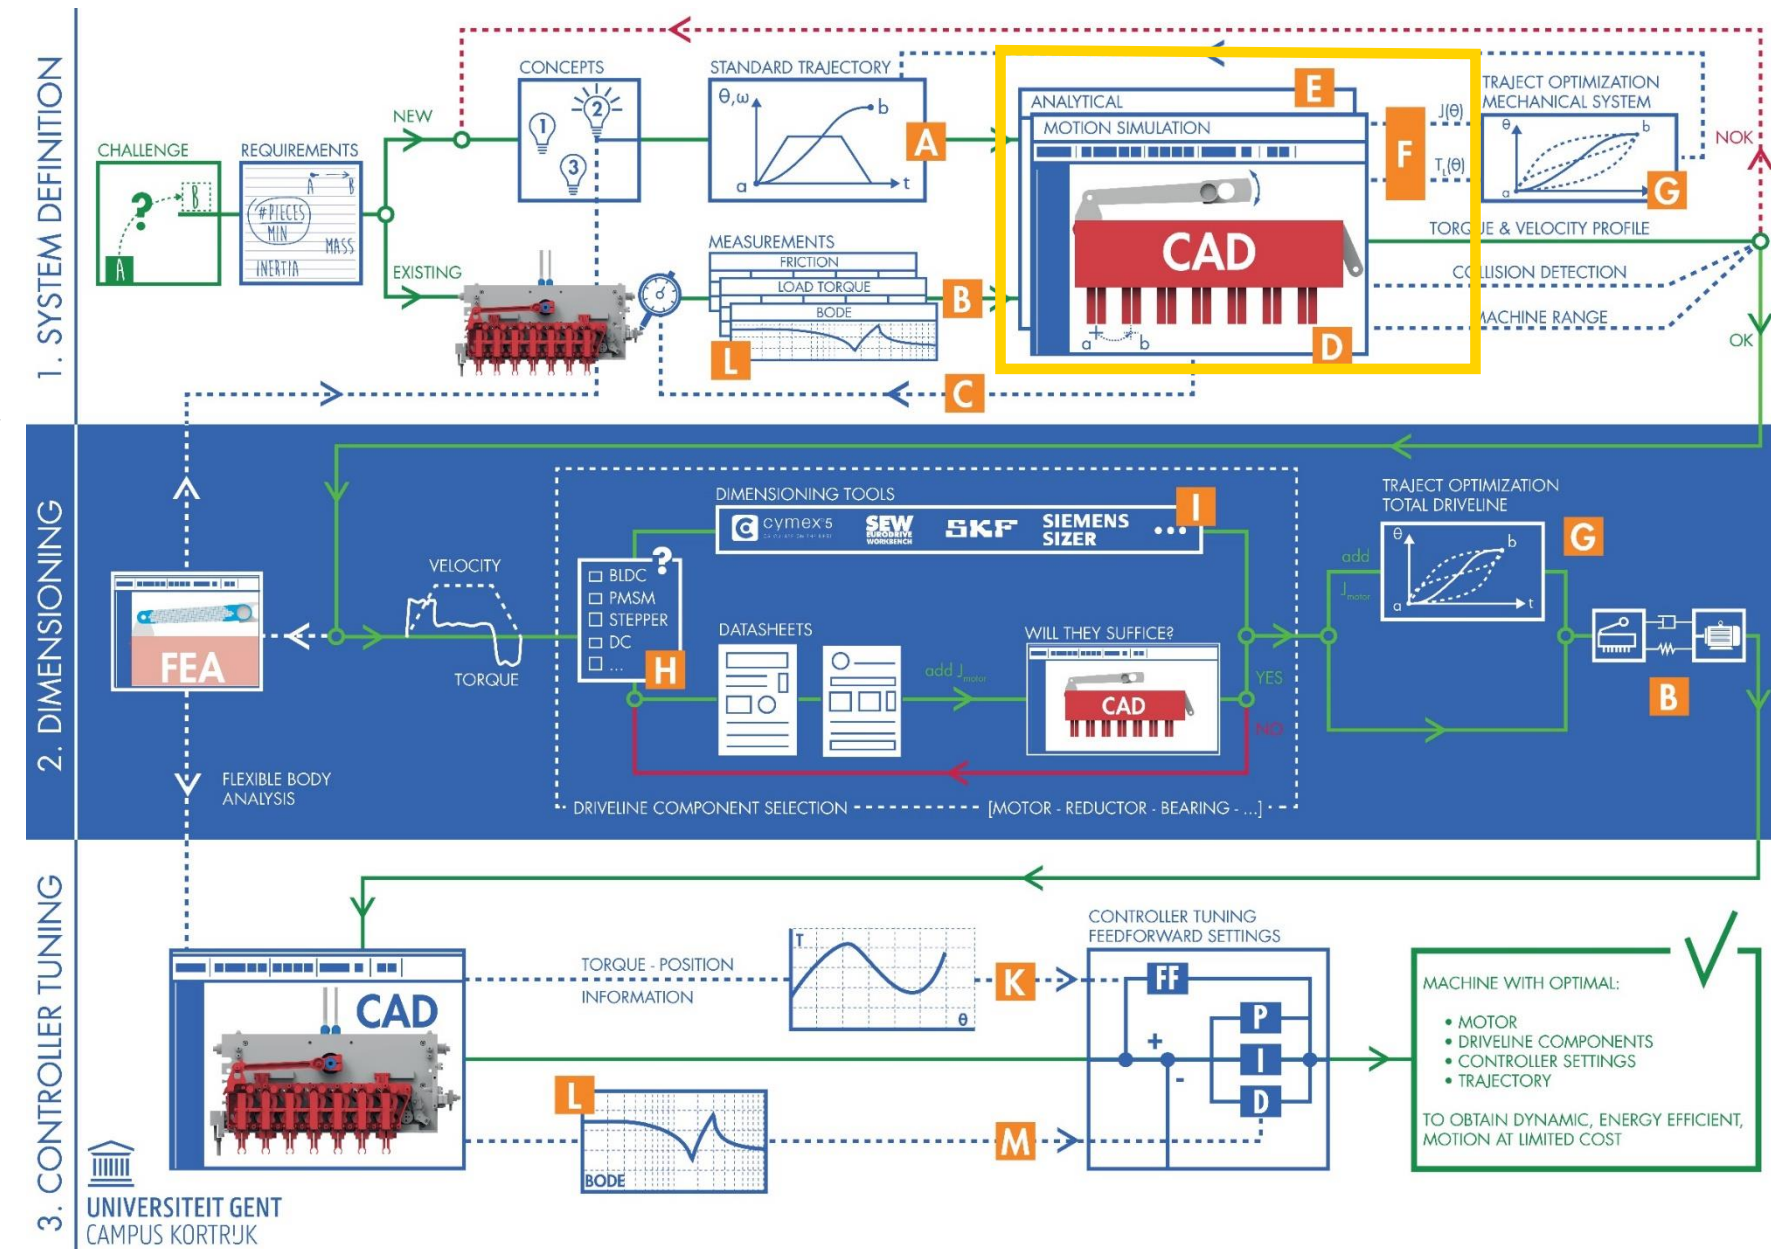 1. SYSTEM DEFINITION
CHALLENGE
?
A
B
REQUIREMENTS
A → B
#PIECES
MIN
MASS
INERTIA
NEW
EXISTING
CONCEPTS
1
2
3
STANDARD TRAJECTORY
θ,ω
b
a
t
A
MEASUREMENTS
FRICTION
LOAD TORQUE
BODE
L
B
C
ANALYTICAL
E
MOTION SIMULATION
CAD
a
b
D
F
J(θ)
T_L(θ)
TRAJECT OPTIMIZATION
MECHANICAL SYSTEM
θ
b
a
G
TORQUE & VELOCITY PROFILE
COLLISION DETECTION
MACHINE RANGE
NOK
OK
2. DIMENSIONING
FEA
FLEXIBLE BODY
ANALYSIS
VELOCITY
TORQUE
?
BLDC
PMSM
STEPPER
DC
...
H
DIMENSIONING TOOLS
I
cymex 5
SEW
EURODRIVE
WORKBENCH
SKF
SIEMENS
SIZER
...
DATASHEETS
add J motor
WILL THEY SUFFICE?
CAD
YES
NO
DRIVELINE COMPONENT SELECTION
[MOTOR - REDUCTOR - BEARING - ...]
TRAJECT OPTIMIZATION
TOTAL DRIVELINE
add
J motor
θ
b
a
t
G
B
3. CONTROLLER TUNING
CAD
TORQUE - POSITION
INFORMATION
T
θ
K
L
BODE
M
CONTROLLER TUNING
FEEDFORWARD SETTINGS
FF
+
-
P
I
D
MACHINE WITH OPTIMAL:
• MOTOR
• DRIVELINE COMPONENTS
• CONTROLLER SETTINGS
• TRAJECTORY
TO OBTAIN DYNAMIC, ENERGY EFFICIENT,
MOTION AT LIMITED COST
UNIVERSITEIT GENT
CAMPUS KORTRIJK